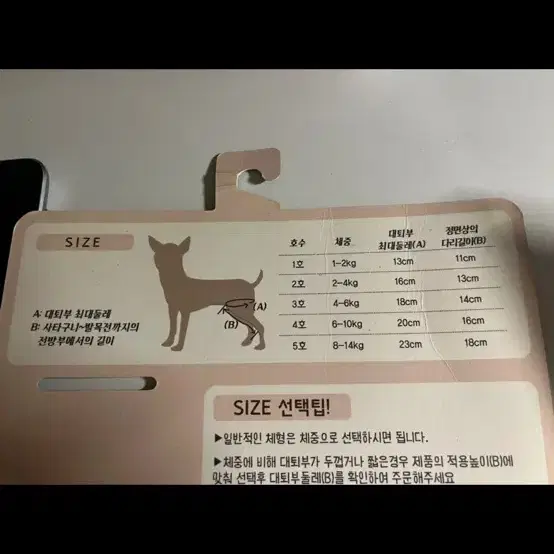 SIZE
A: 대퇴부 최대둘레
B: 사타구니~발목전까지의
전방부에서의 길이
(A)
(B)
호수 체중 대퇴부 최대둘레(A) 정면상의 다리길이(B)
1호 1-2kg 13cm 11cm
2호 2-4kg 16cm 13cm
3호 4-6kg 18cm 14cm
4호 6-10kg 20cm 16cm
5호 8-14kg 23cm 18cm
SIZE 선택팁!
▶일반적인 체형은 체중으로 선택하시면 됩니다.
▶체중에 비해 대퇴부가 두껍거나 짧은경우 제품의 적용높이(B)에
맞춰 선택후 대퇴부둘레(B)를 확인하여 주문해주세요